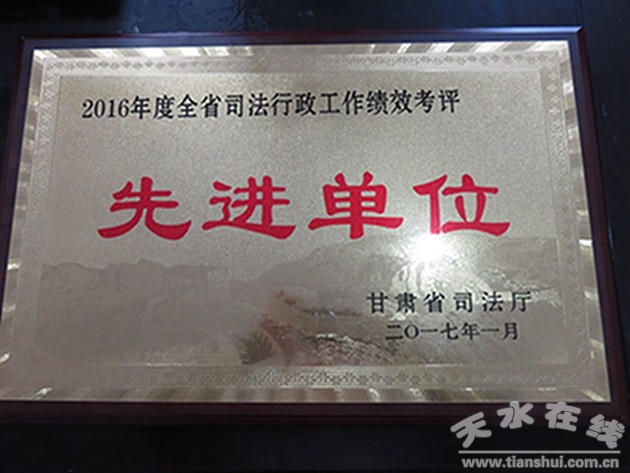 2016年度全省司法行政工作绩效考评
先进单位
甘肃省司法厅
二〇一七年一月
天水在线
www.tianshui.com.cn